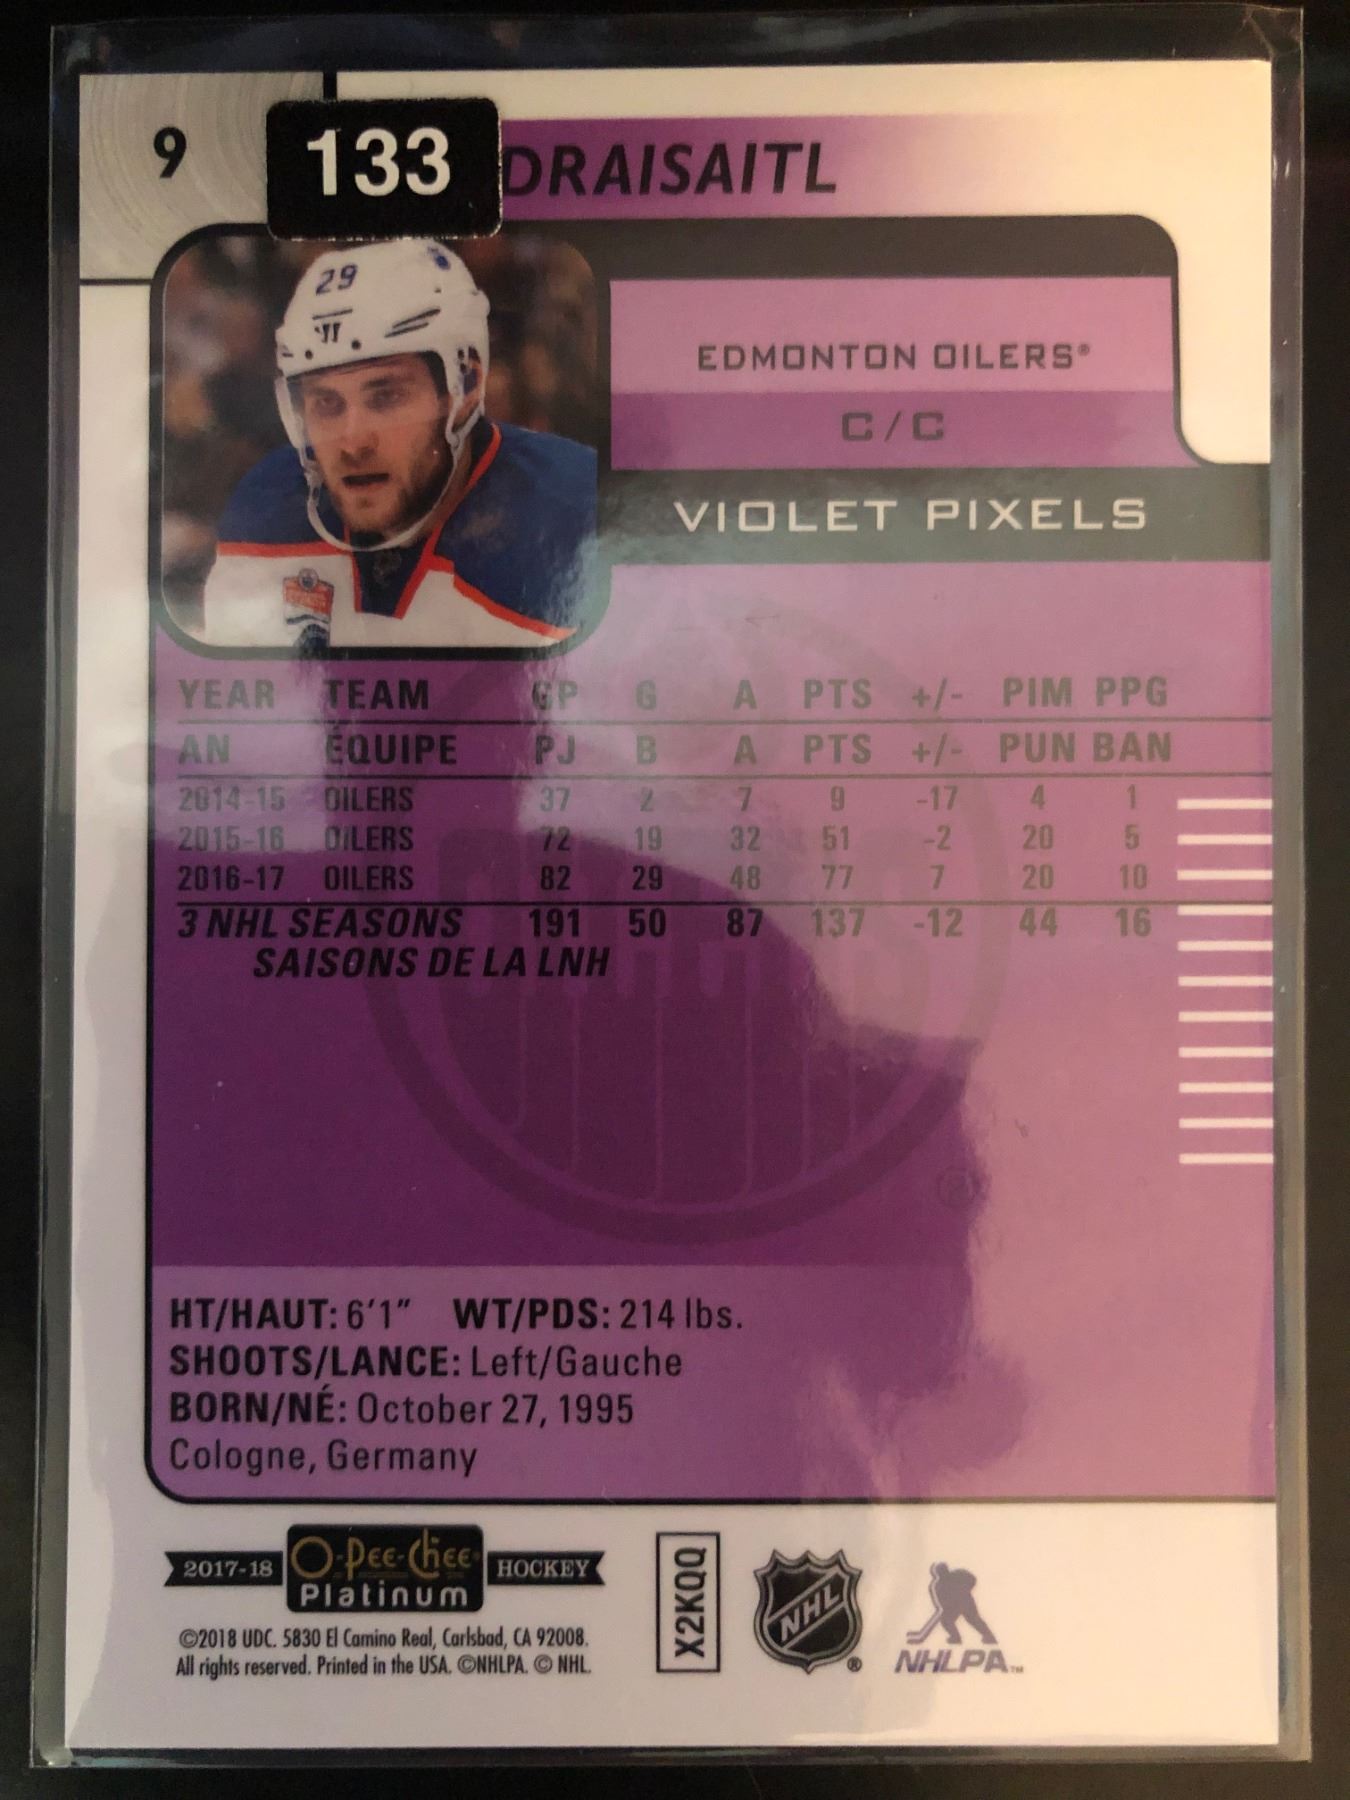 9
133
DRAISAITL
29
EDMONTON OILERS®
C/C
VIOLET PIXELS
YEAR TEAM GP G A PTS +/- PIM PPG
AN ÉQUIPE PJ B A PTS +/- PUN BAN
2014-15 OILERS 37 2 7 9 -17 4 1
2015-16 OILERS 72 19 32 51 -2 20 5
2016-17 OILERS 82 29 48 77 7 20 10
3 NHL SEASONS 191 50 87 137 -12 44 16
SAISONS DE LA LNH
OILERS
®
HT/HAUT: 6'1" WT/PDS: 214 lbs.
SHOOTS/LANCE: Left/Gauche
BORN/NÉ: October 27, 1995
Cologne, Germany
2017-18 O-Pee-Chee HOCKEY
Platinum
©2018 UDC. 5830 El Camino Real, Carlsbad, CA 92008.
All rights reserved. Printed in the USA. ©NHLPA. © NHL.
X2KQQ
NHL®
NHLPA™